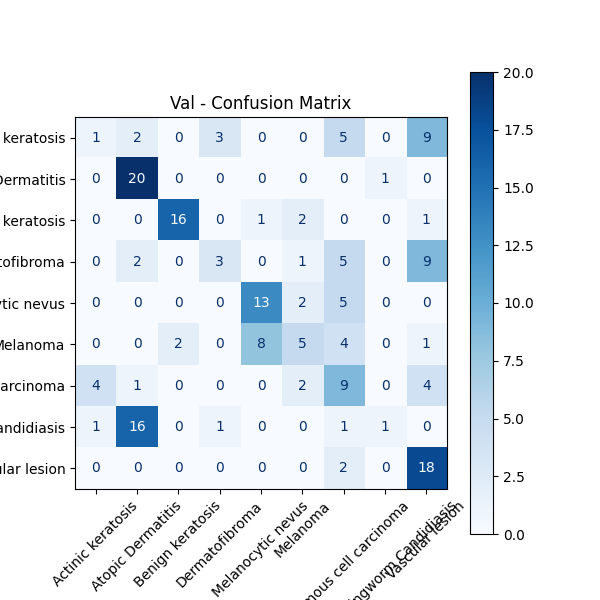 Val - Confusion Matrix
keratosis 1 2 0 3 0 0 5 0 9
Dermatitis 0 20 0 0 0 0 0 1 0
keratosis 0 0 16 0 1 2 0 0 1
tofibroma 0 2 0 3 0 1 5 0 9
tic nevus 0 0 0 0 13 2 5 0 0
Melanoma 0 0 2 0 8 5 4 0 1
arcinoma 4 1 0 0 0 2 9 0 4
andidiasis 1 16 0 1 0 0 1 1 0
ular lesion 0 0 0 0 0 0 2 0 18
Actinic keratosis
Atopic Dermatitis
Benign keratosis
Dermatofibroma
Melanocytic nevus
Melanoma
mous cell carcinoma
ngworm Candidiasis
Vascular lesion
20.0
17.5
15.0
12.5
10.0
7.5
5.0
2.5
0.0